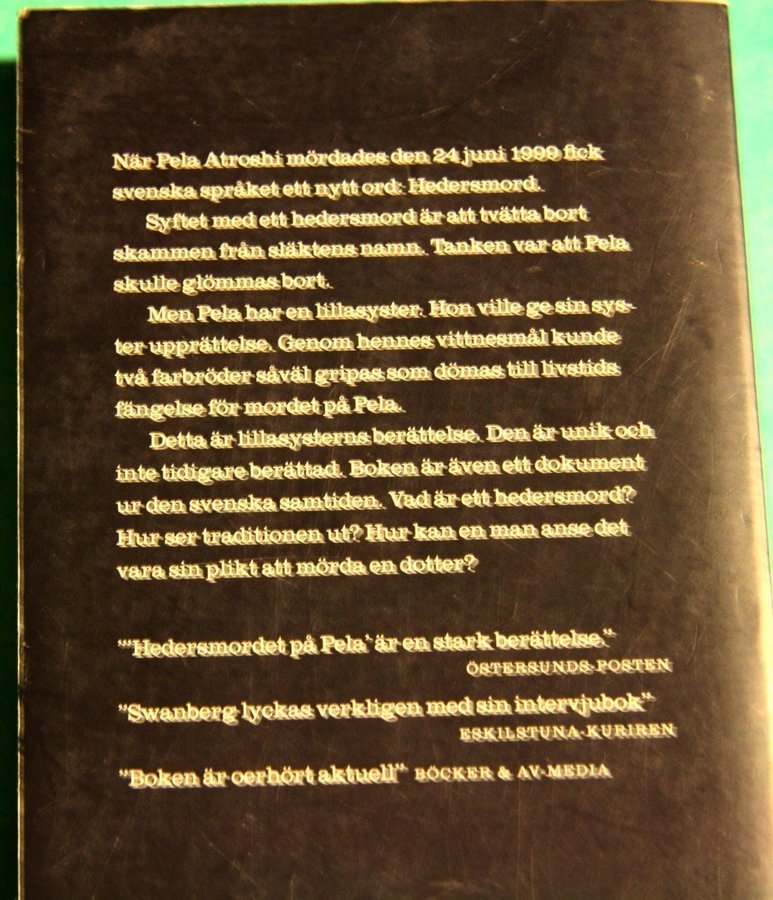 När Pela Atroshi mördades den 24 juni 1999 fick
svenska språket ett nytt ord: Hedersmord.
Syftet med ett hedersmord är att tvätta bort
skammen från släktens namn. Tanken var att Pela
skulle glömmas bort.
Men Pela har en lillasyster. Hon ville ge sin sys-
ter upprättelse. Genom hennes vittnesmål kunde
två farbröder såväl gripas som dömas till livstids
fängelse för mordet på Pela.
Detta är lillasysterns berättelse. Den är unik och
inte tidigare berättad. Boken är även ett dokument
ur den svenska samtiden. Vad är ett hedersmord?
Hur ser traditionen ut? Hur kan en man anse det
vara sin plikt att mörda en dotter?
"'Hedersmordet på Pela' är en stark berättelse."
ÖSTERSUNDS-POSTEN
"Swanberg lyckas verkligen med sin intervjubok"
ESKILSTUNA-KURIREN
"Boken är oerhört aktuell" BÖCKER & AV-MEDIA